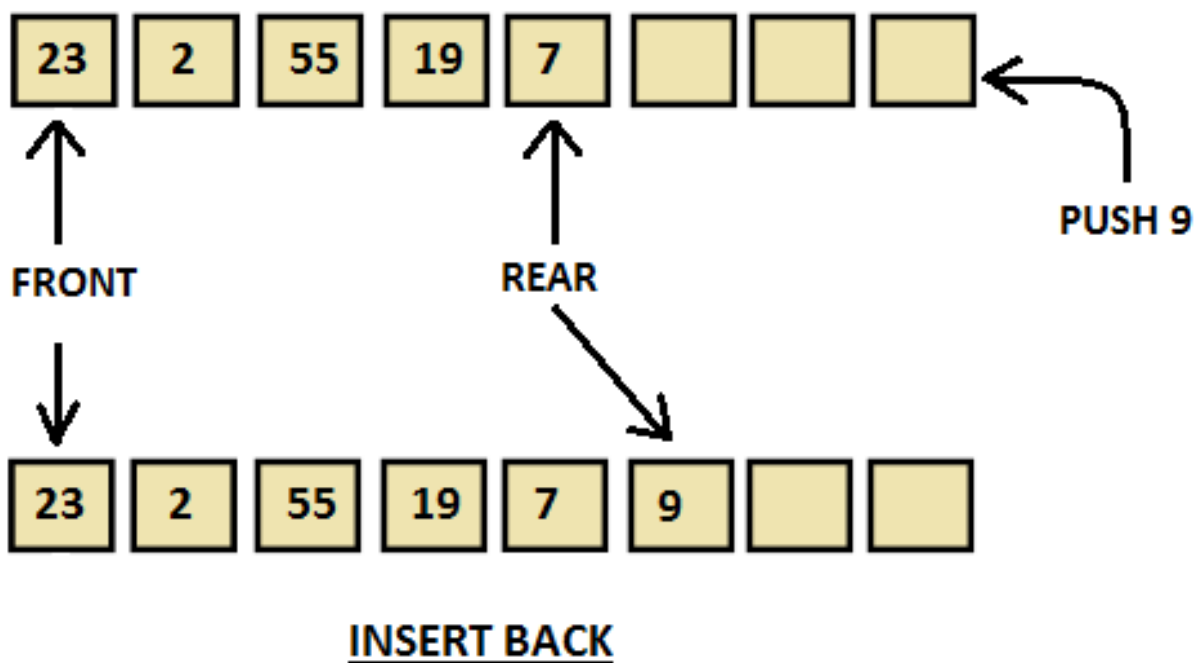 23 2 55 19 7
PUSH 9
FRONT REAR
23 2 55 19 7 9
INSERT BACK